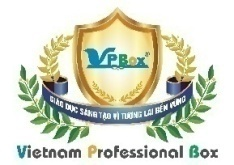 VPBox®
GIÁO DỤC SÁNG TẠO VÌ TƯƠNG LAI BỀN VỮNG
Vietnam Professional Box